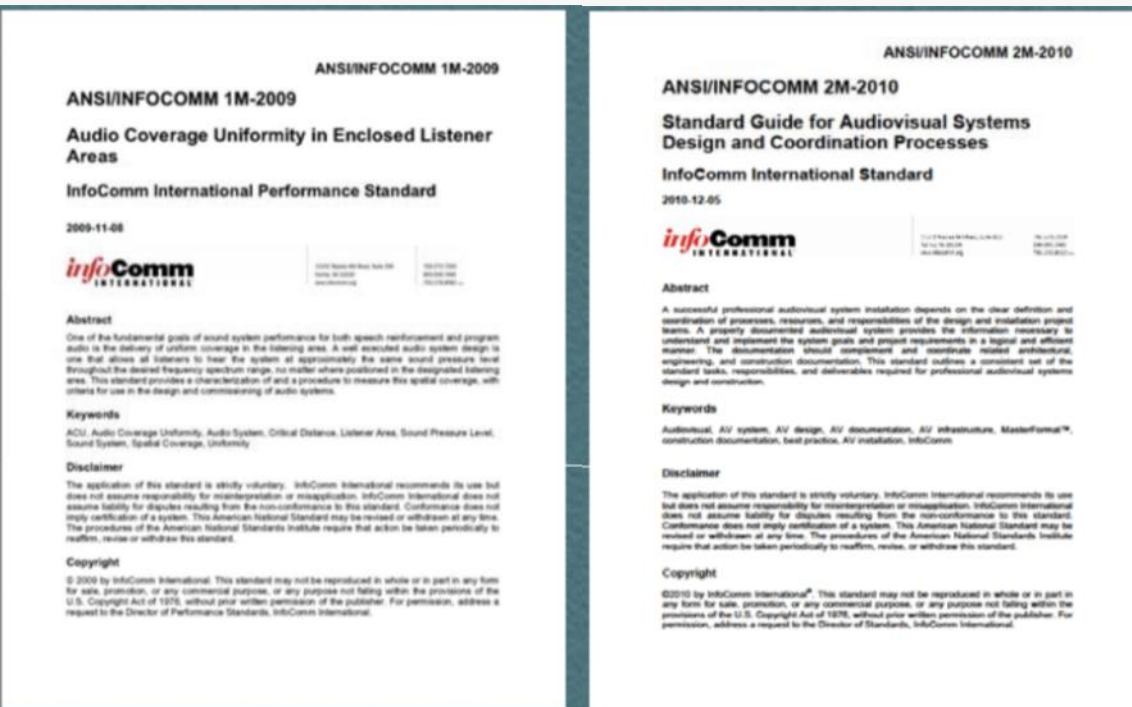 ANSI/INFOCOMM 1M-2009
ANSI/INFOCOMM 1M-2009
Audio Coverage Uniformity in Enclosed Listener
Areas
InfoComm International Performance Standard
2009-11-08
infoComm
INTERNATIONAL
Abstract
One of the fundamental goals of sound system performance for both speech reinforcement and program
audio is the delivery of uniform coverage in the listening area. A well executed audio system design is
one that allows all listeners to hear the system at approximately the same sound pressure level
throughout the desired frequency spectrum range, no matter where positioned in the designated listening
area. This standard provides a characterization of and a procedure to measure this spatial coverage, with
criteria for use in the design and commissioning of audio systems.
Keywords
ACU, Audio Coverage Uniformity, Audio System, Critical Distance, Listener Area, Sound Pressure Level,
Sound System, Spatial Coverage, Uniformity
Disclaimer
The application of this standard is strictly voluntary. InfoComm International recommends its use but
does not assume responsibility for misinterpretation or misapplication. InfoComm International does not
assume liability for disputes resulting from the non-conformance to this standard. Conformance does not
imply certification of a system. This American National Standard may be revised or withdrawn at any time.
The procedures of the American National Standards Institute require that action be taken periodically to
reaffirm, revise or withdraw this standard.
Copyright
© 2009 by InfoComm International. This standard may not be reproduced in whole or in part in any form
for sale, promotion, or any commercial purpose, or any purpose not falling within the provisions of the
U.S. Copyright Act of 1976, without prior written permission of the publisher. For permission, address a
request to the Director of Performance Standards, InfoComm International.
ANSI/INFOCOMM 2M-2010
ANSI/INFOCOMM 2M-2010
Standard Guide for Audiovisual Systems
Design and Coordination Processes
InfoComm International Standard
2010-12-05
infoComm
INTERNATIONAL
Abstract
A successful professional audiovisual system installation depends on the clear definition and
coordination of processes, resources, and responsibilities of the design and installation project
teams. A properly documented audiovisual system provides the information necessary to
understand and implement the system goals and project requirements in a logical and efficient
manner. The documentation should complement and coordinate related architectural,
engineering, and construction documentation. This standard outlines a consistent set of the
standard tasks, responsibilities, and deliverables required for professional audiovisual systems
design and construction.
Keywords
Audiovisual, AV system, AV design, AV documentation, AV infrastructure, MasterFormat™,
construction documentation, best practice, AV installation, InfoComm
Disclaimer
The application of this standard is strictly voluntary. InfoComm International recommends its use
but does not assume responsibility for misinterpretation or misapplication. InfoComm International
does not assume liability for disputes resulting from the non-conformance to this standard.
Conformance does not imply certification of a system. This American National Standard may be
revised or withdrawn at any time. The procedures of the American National Standards Institute
require that action be taken periodically to reaffirm, revise, or withdraw this standard.
Copyright
©2010 by InfoComm International®. This standard may not be reproduced in whole or in part in
any form for sale, promotion, or any commercial purpose, or any purpose not falling within the
provisions of the U.S. Copyright Act of 1976, without prior written permission of the publisher. For
permission, address a request to the Director of Standards, InfoComm International.